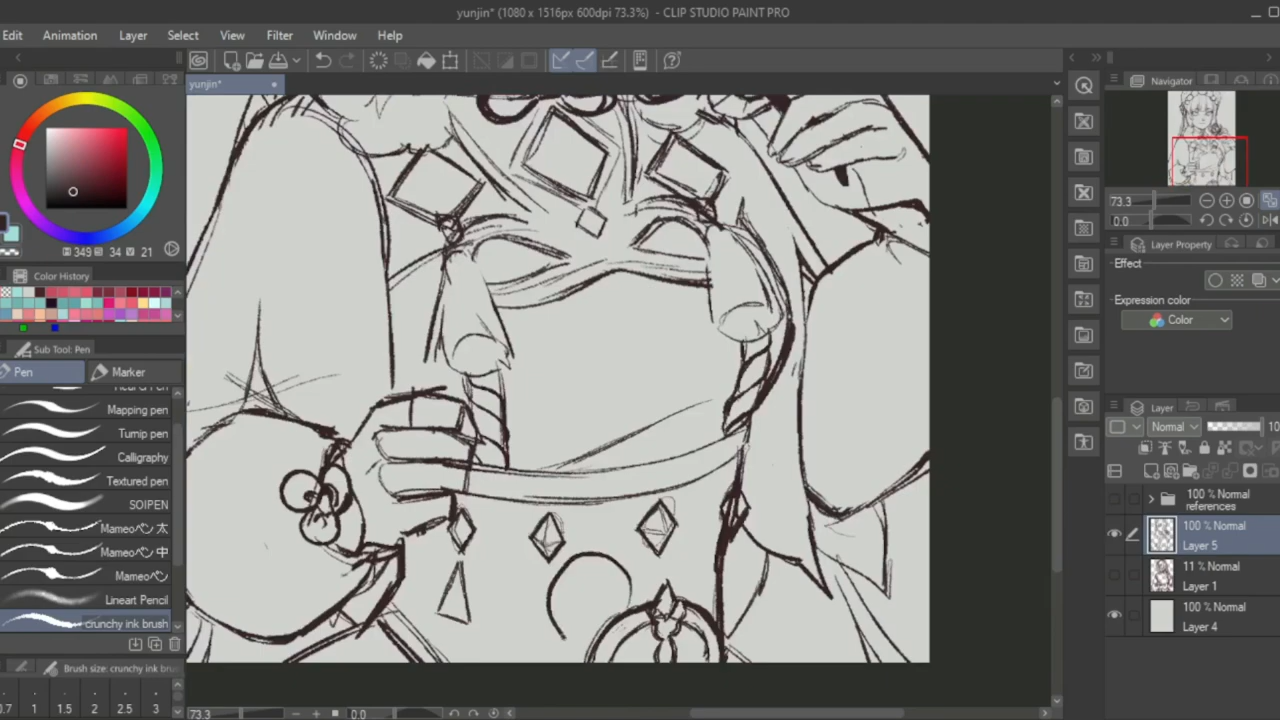 yunjin* (1080 x 1516px 600dpi 73.3%) - CLIP STUDIO PAINT PRO
Edit Animation Layer Select View Filter Window Help
yunjin*
Navigator
73.3
0.0
Layer Property
Effect
Expression color
Color
349 34 21
H S V
Color History
Sub Tool: Pen
Pen Marker
Mapping pen
Turnip pen
Calligraphy
Textured pen
SOIPEN
Mameoペン 太
Mameoペン 中
Mameoペン
Lineart Pencil
crunchy ink brush
Brush size: crunchy ink brus
0.7 1 1.5 2 2.5 3
73.3 0.0
Layer
Normal 10
100 % Normal
references
100 % Normal
Layer 5
11 % Normal
Layer 1
100 % Normal
Layer 4